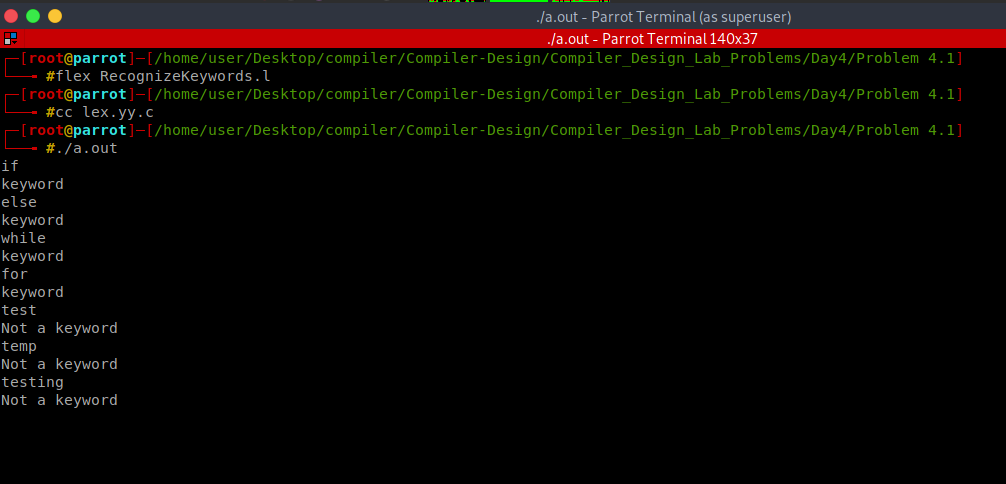 ./a.out - Parrot Terminal (as superuser)
./a.out - Parrot Terminal 140x37
┌─[root@parrot]─[/home/user/Desktop/compiler/Compiler-Design/Compiler_Design_Lab_Problems/Day4/Problem 4.1]
└──╼ #flex RecognizeKeywords.l
┌─[root@parrot]─[/home/user/Desktop/compiler/Compiler-Design/Compiler_Design_Lab_Problems/Day4/Problem 4.1]
└──╼ #cc lex.yy.c
┌─[root@parrot]─[/home/user/Desktop/compiler/Compiler-Design/Compiler_Design_Lab_Problems/Day4/Problem 4.1]
└──╼ #./a.out
if
keyword
else
keyword
while
keyword
for
keyword
test
Not a keyword
temp
Not a keyword
testing
Not a keyword